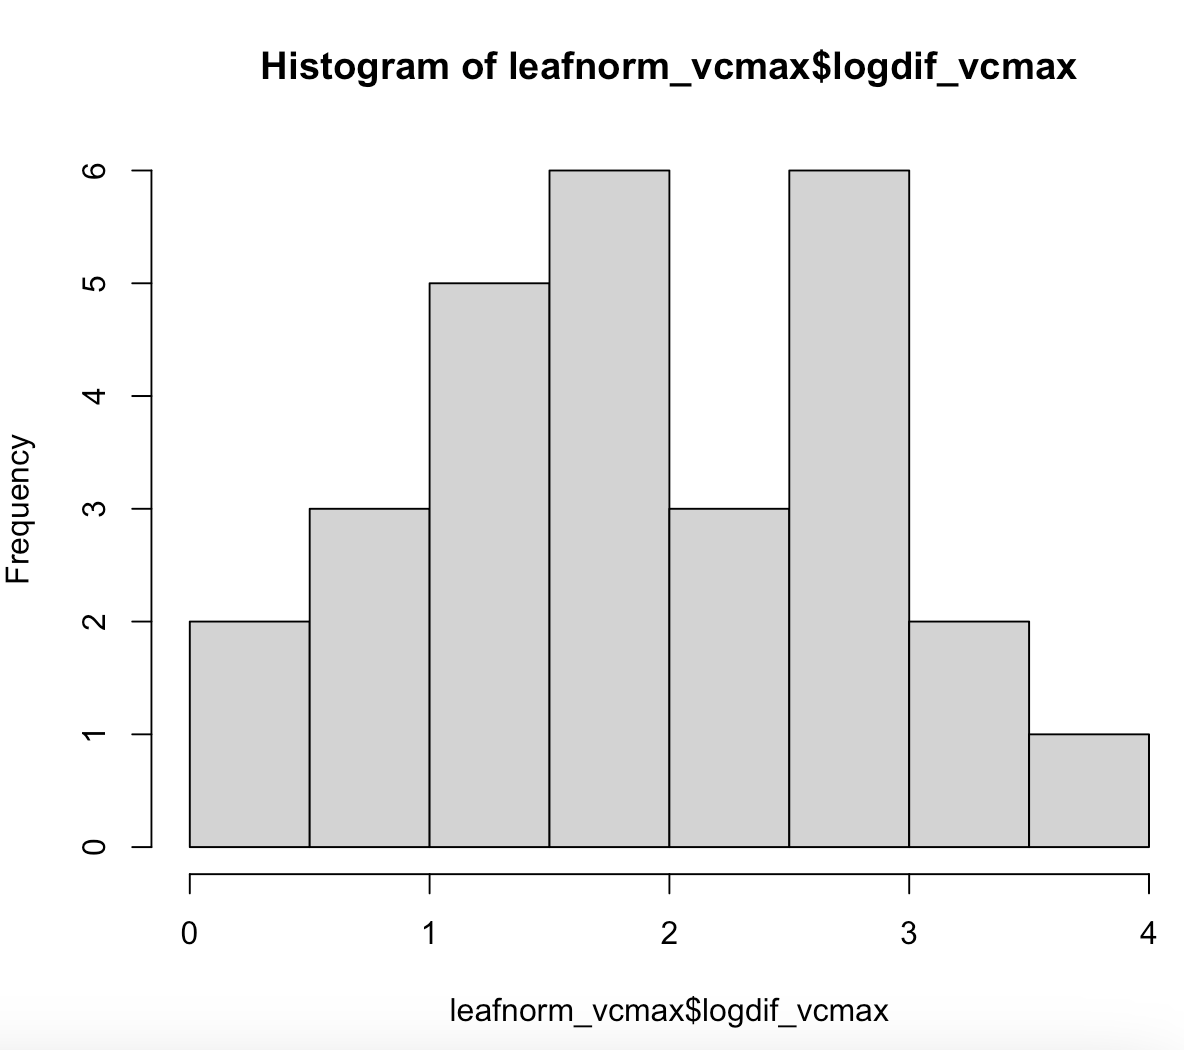 Histogram of leafnorm_vcmax$logdif_vcmax
Frequency
6
5
4
3
2
1
0
0 1 2 3 4
leafnorm_vcmax$logdif_vcmax